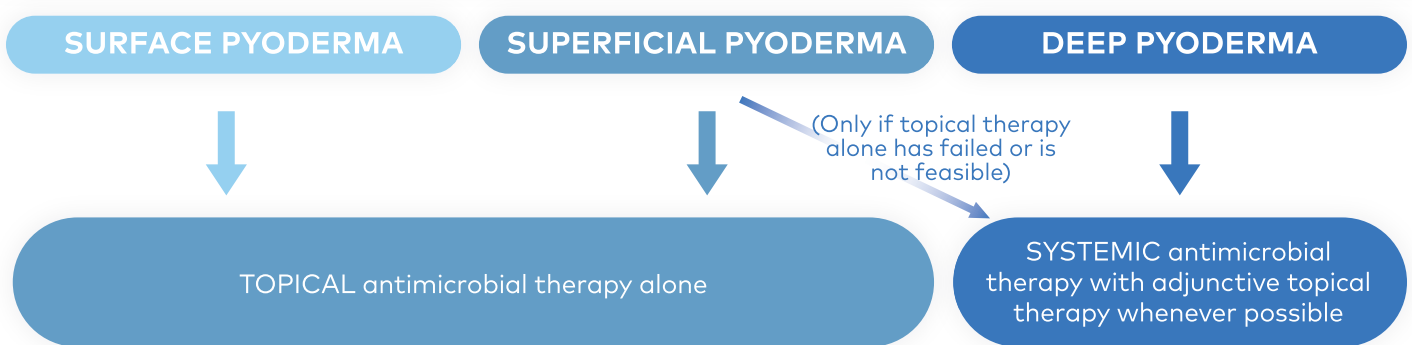 SURFACE PYODERMA
SUPERFICIAL PYODERMA
DEEP PYODERMA
(Only if topical therapy
alone has failed or is
not feasible)
TOPICAL antimicrobial therapy alone
SYSTEMIC antimicrobial
therapy with adjunctive topical
therapy whenever possible